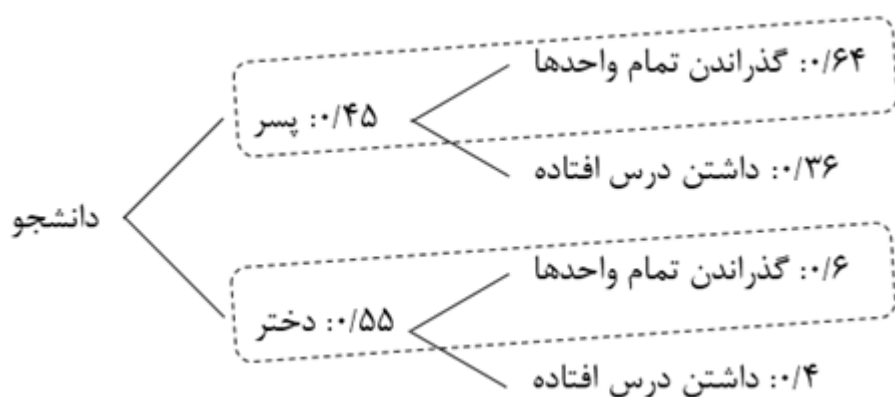 گذراندن تمام واحدها :۰/۶۴
پسر :۰/۴۵
داشتن درس افتاده :۰/۳۶
دانشجو
گذراندن تمام واحدها :۰/۶
دختر :۰/۵۵
داشتن درس افتاده :۰/۴